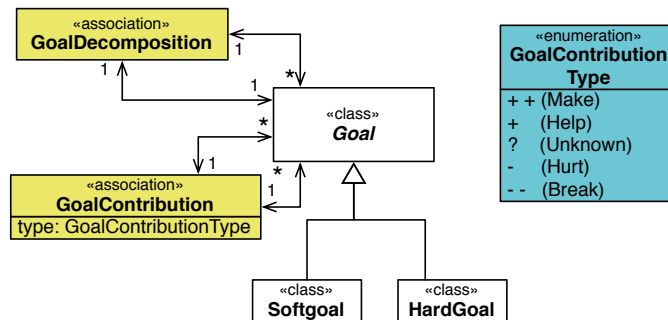 «association»
GoalDecomposition
1
1
*
1
«class»
Goal
*
1
*
1
«association»
GoalContribution
type: GoalContributionType
«class»
Softgoal
«class»
HardGoal
«enumeration»
GoalContribution
Type
+ + (Make)
+ (Help)
? (Unknown)
- (Hurt)
- - (Break)